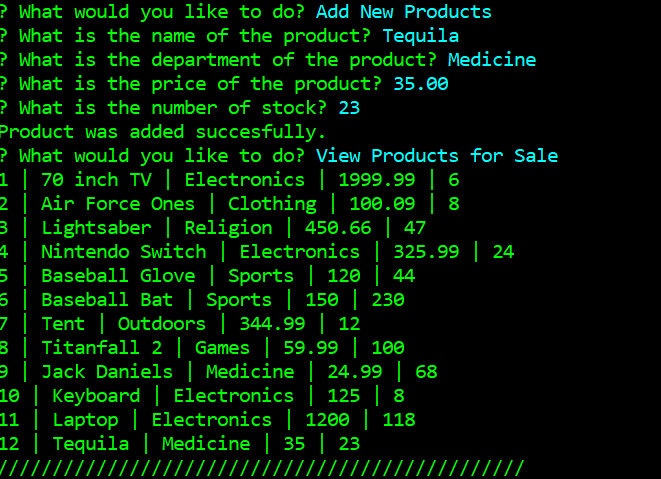 ? What would you like to do? Add New Products
? What is the name of the product? Tequila
? What is the department of the product? Medicine
? What is the price of the product? 35.00
? What is the number of stock? 23
Product was added succesfully.
? What would you like to do? View Products for Sale
1 | 70 inch TV | Electronics | 1999.99 | 6
2 | Air Force Ones | Clothing | 100.09 | 8
3 | Lightsaber | Religion | 450.66 | 47
4 | Nintendo Switch | Electronics | 325.99 | 24
5 | Baseball Glove | Sports | 120 | 44
6 | Baseball Bat | Sports | 150 | 230
7 | Tent | Outdoors | 344.99 | 12
8 | Titanfall 2 | Games | 59.99 | 100
9 | Jack Daniels | Medicine | 24.99 | 68
10 | Keyboard | Electronics | 125 | 8
11 | Laptop | Electronics | 1200 | 118
12 | Tequila | Medicine | 35 | 23
////////////////////////////////////////////////